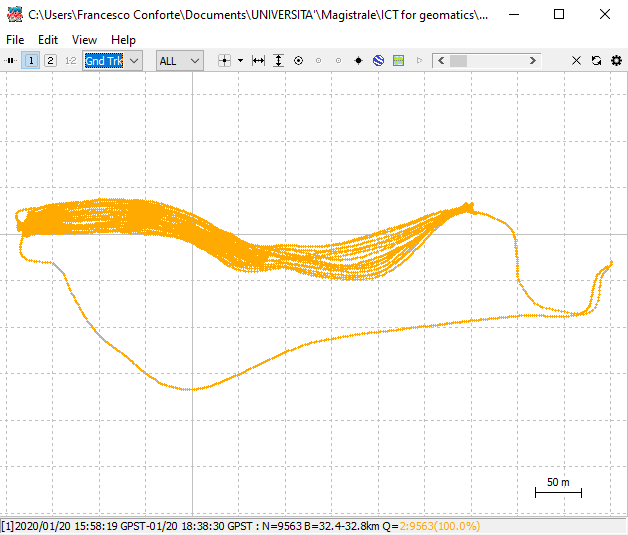 C:\Users\Francesco Conforte\Documents\UNIVERSITA'\Magistrale\ICT for geomatics\...
File Edit View Help
1 2 1-2 Gnd Trk ALL
50 m
[1]2020/01/20 15:58:19 GPST-01/20 18:38:30 GPST : N=9563 B=32.4-32.8km Q=2:9563(100.0%)